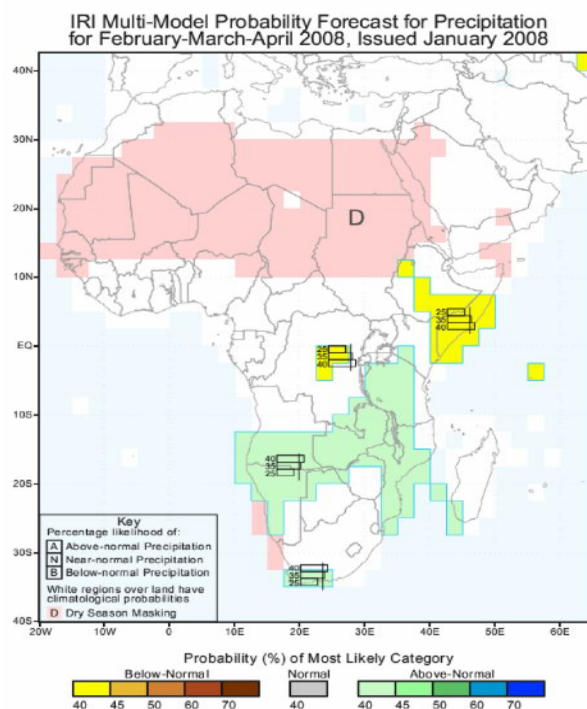 IRI Multi-Model Probability Forecast for Precipitation
for February-March-April 2008, Issued January 2008
40N
30N
20N
D
10N
25
35
40
EQ
25
35
40
10S
40
35
25
20S
Key
Percentage likelihood of:
A Above-normal Precipitation
N Near-normal Precipitation
B Below-normal Precipitation
White regions over land have
climatological probabilities
D Dry Season Masking
30S
40
35
25
40S
20W 10W 0 10E 20E 30E 40E 50E 60E
Probability (%) of Most Likely Category
Below-Normal Normal Above-Normal
40 45 50 60 70 40 40 45 50 60 70